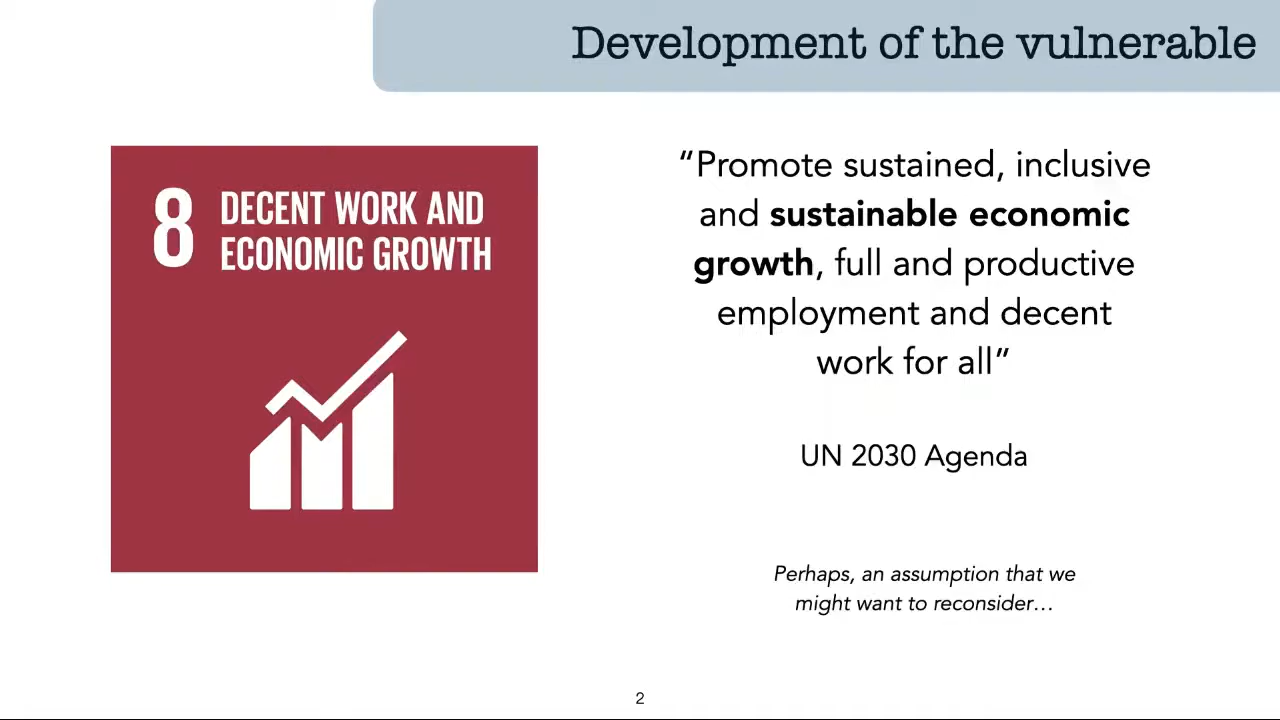 Development of the vulnerable
8 DECENT WORK AND
ECONOMIC GROWTH
“Promote sustained, inclusive
and sustainable economic
growth, full and productive
employment and decent
work for all”
UN 2030 Agenda
Perhaps, an assumption that we
might want to reconsider…
2